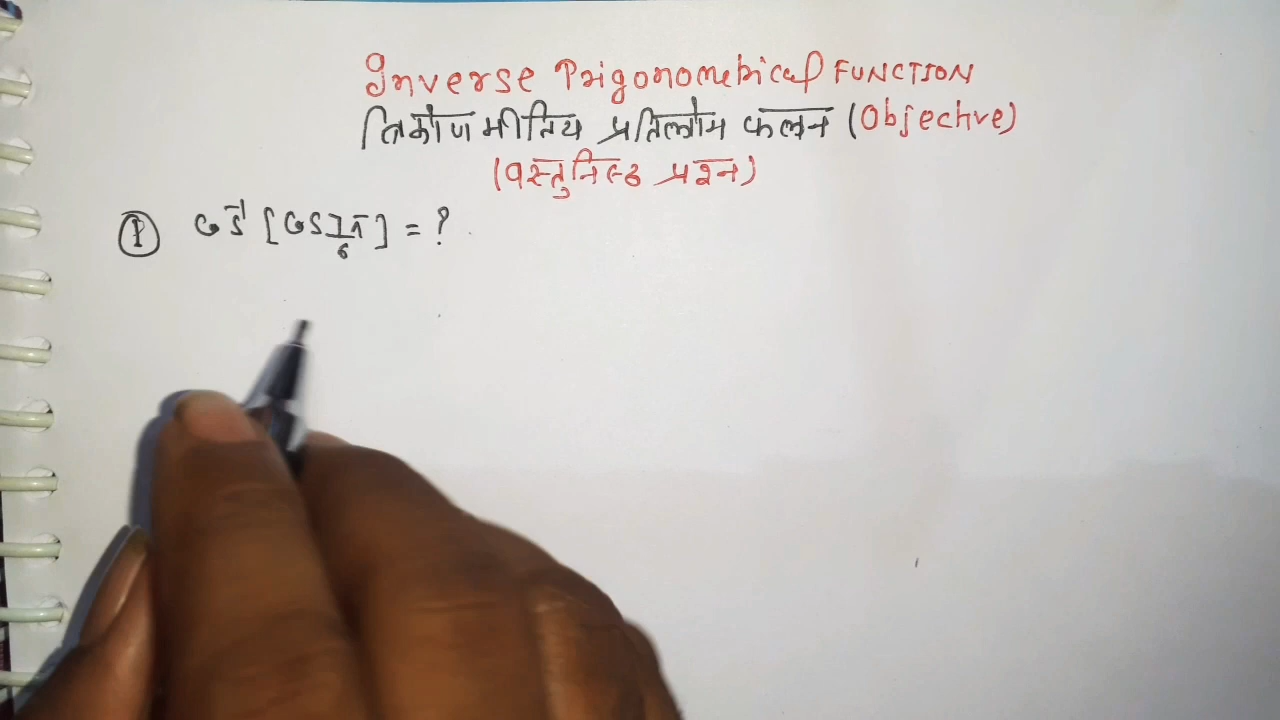 Inverse Trigonometrical FUNCTION
त्रिकोणमीतिय प्रतिलोम फलन (Objective)
(वस्तुनिष्ठ प्रश्न)
① cos⁻¹ [cos 7π/6] = ?